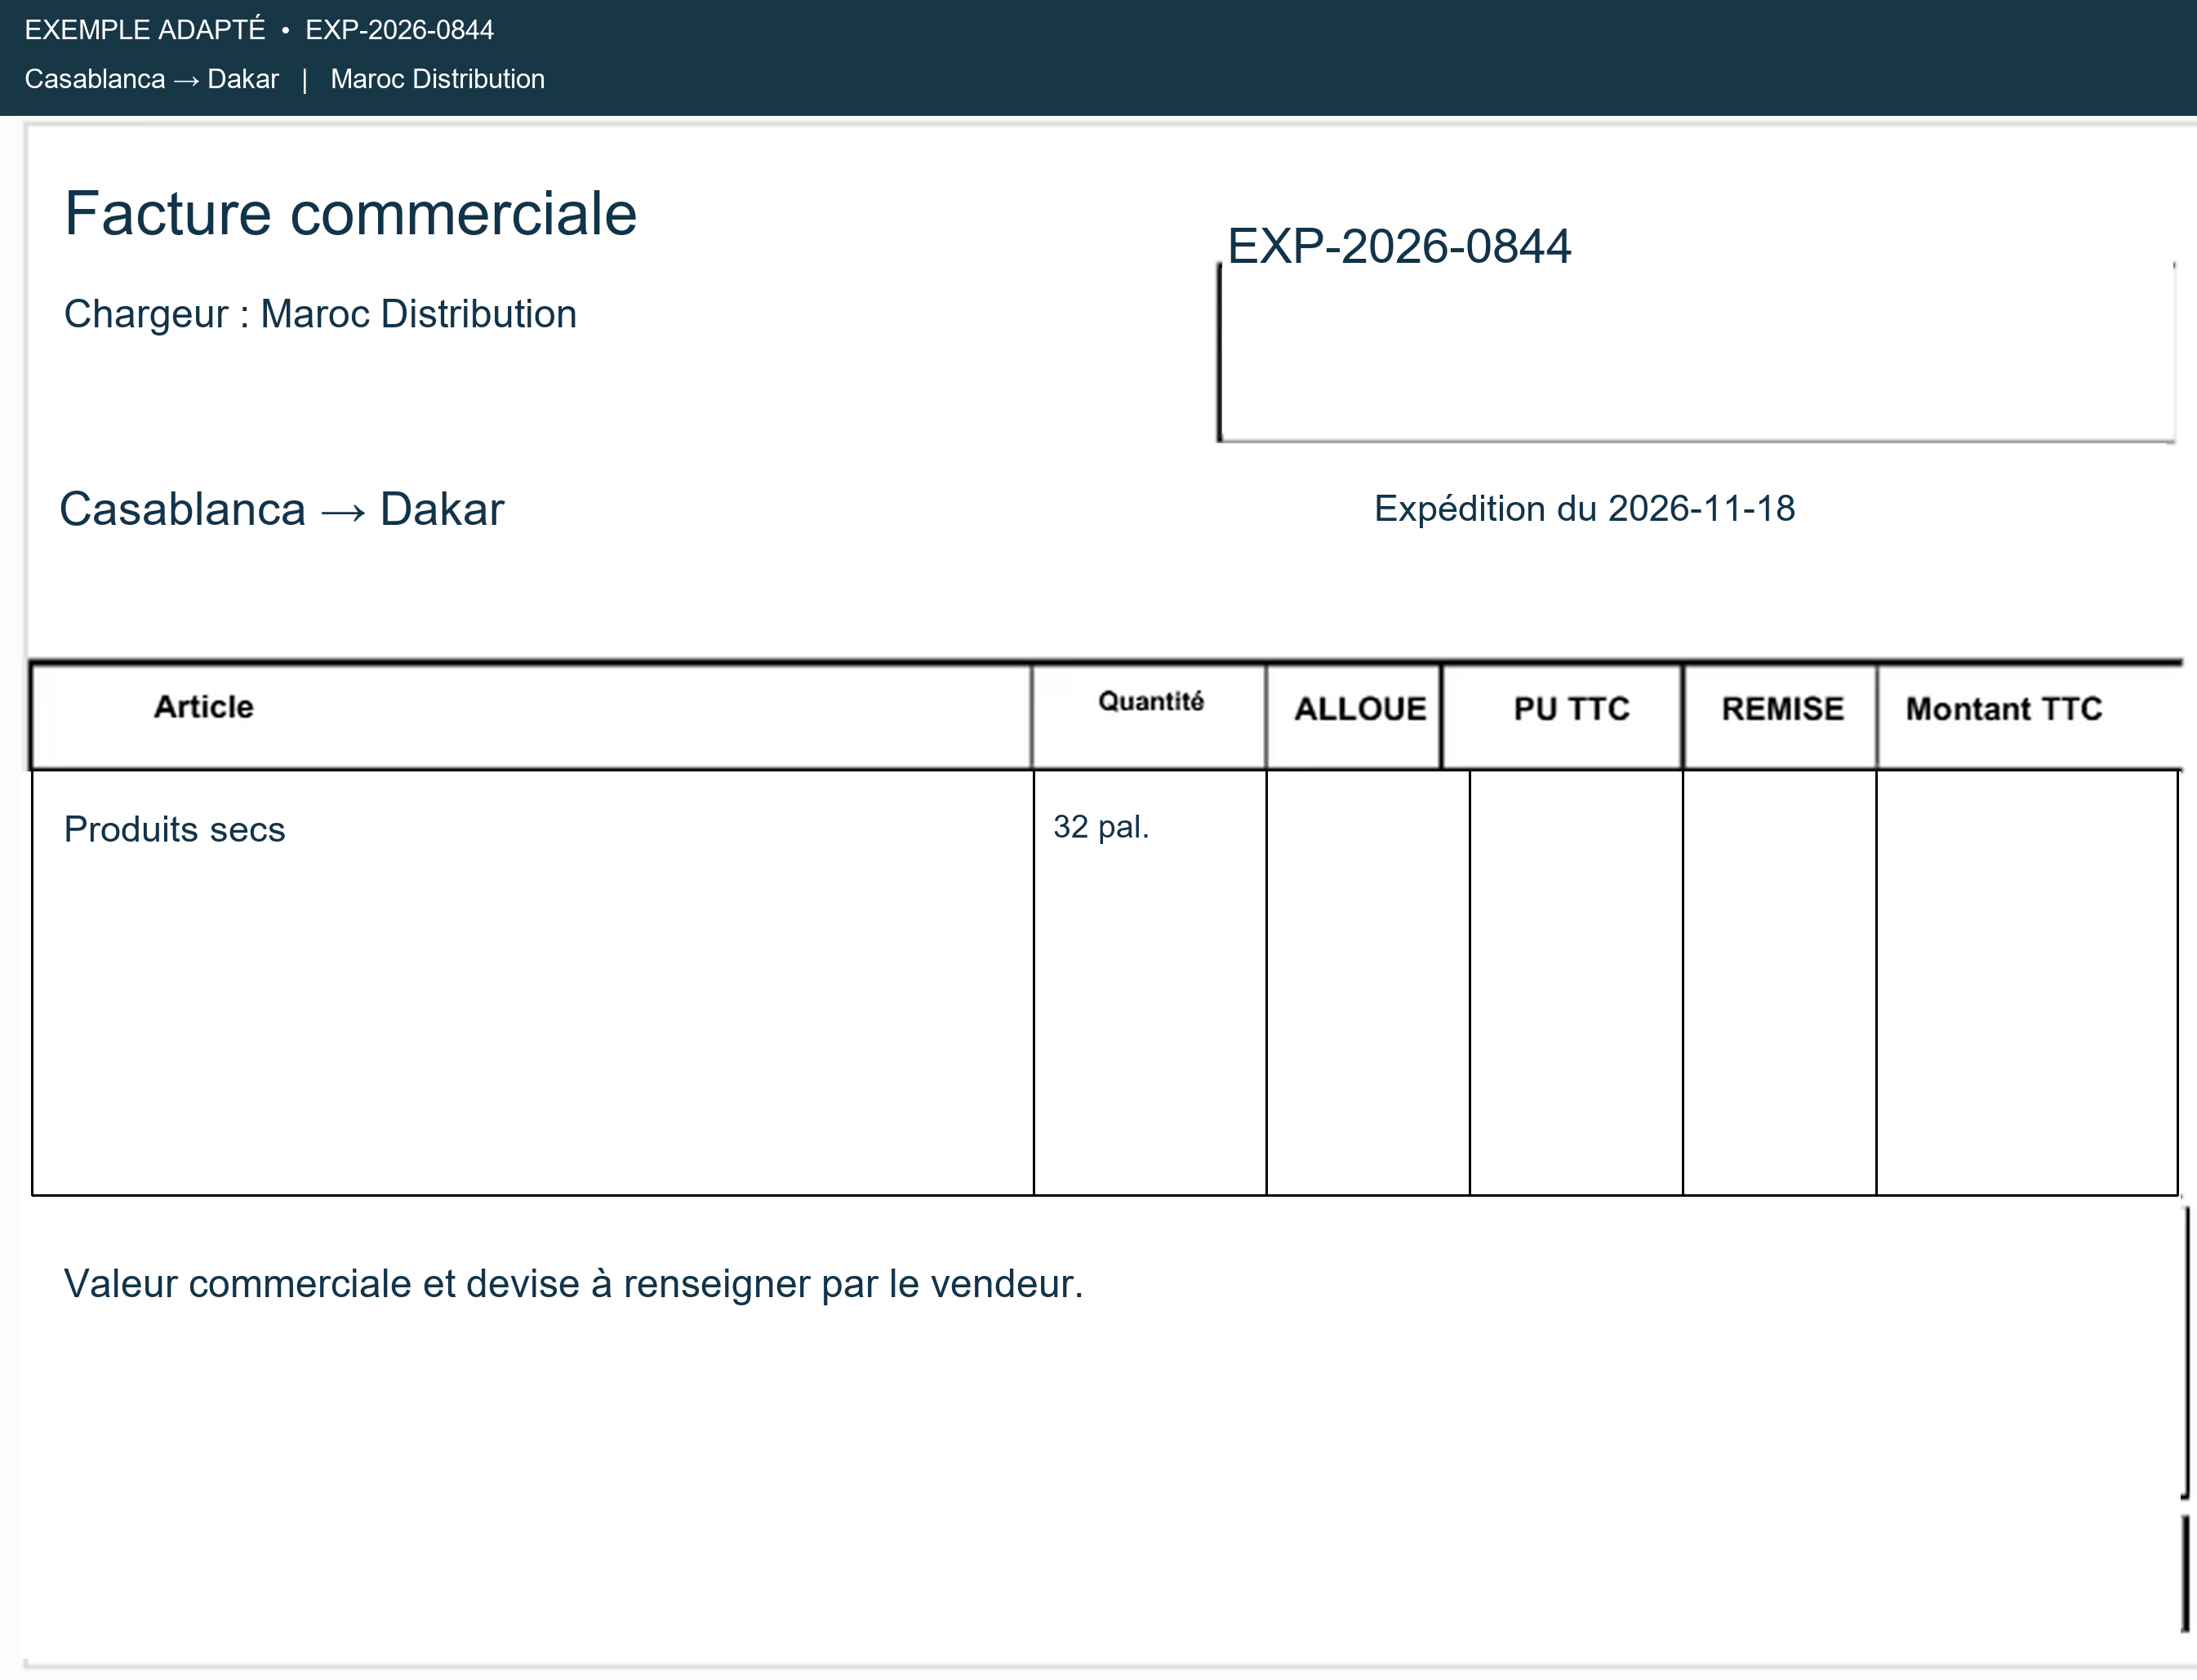 EXEMPLE ADAPTÉ • EXP-2026-0844
Casablanca → Dakar | Maroc Distribution
Facture commerciale
EXP-2026-0844
Chargeur : Maroc Distribution
Casablanca → Dakar
Expédition du 2026-11-18
Article Quantité ALLOUE PU TTC REMISE Montant TTC
Produits secs 32 pal.
Valeur commerciale et devise à renseigner par le vendeur.